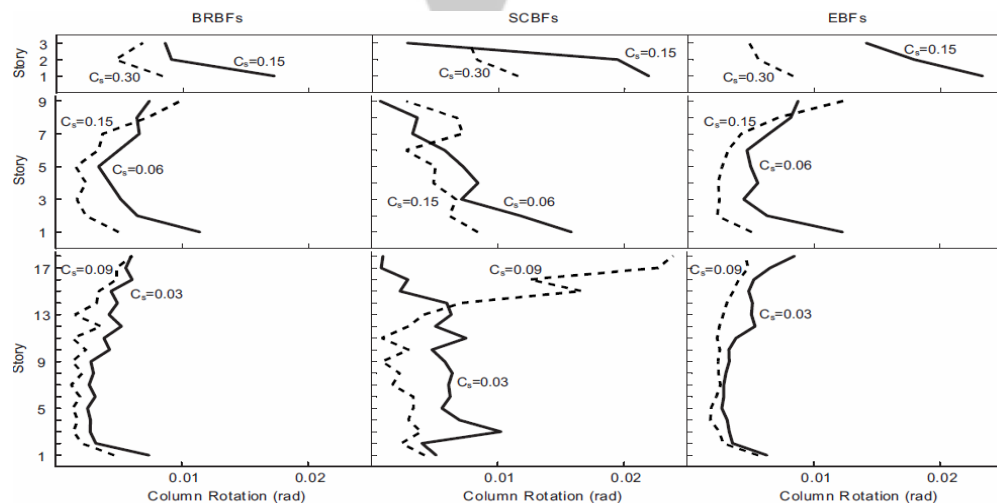 BRBFs SCBFs EBFs
Story
3
2
1
Cs=0.15
Cs=0.30
Cs=0.15
Cs=0.30
Cs=0.15
Cs=0.30
Story
9
7
5
3
1
Cs=0.15
Cs=0.06
Cs=0.15
Cs=0.06
Cs=0.15
Cs=0.06
Story
17
13
9
5
1
Cs=0.09
Cs=0.03
Cs=0.09
Cs=0.03
Cs=0.09
Cs=0.03
0.01 0.02 0.01 0.02 0.01 0.02
Column Rotation (rad) Column Rotation (rad) Column Rotation (rad)